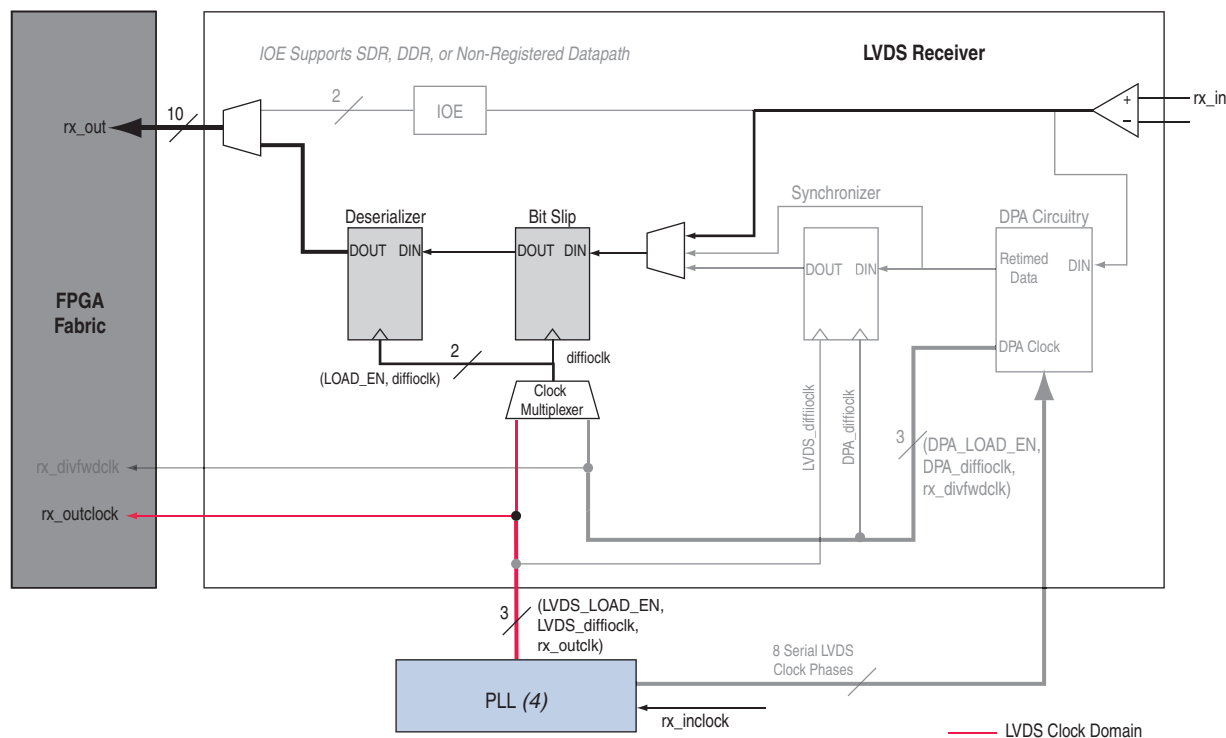 IOE Supports SDR, DDR, or Non-Registered Datapath
LVDS Receiver
2
IOE
+
–
rx_in
rx_out
10
Synchronizer
Deserializer
Bit Slip
DPA Circuitry
DOUT DIN
DOUT DIN
DOUT DIN
Retimed
Data
DIN
FPGA
Fabric
DPA Clock
2
diffioclk
(LOAD_EN, diffioclk)
Clock
Multiplexer
LVDS_diffiioclk
DPA_diffioclk
3
(DPA_LOAD_EN,
DPA_diffioclk,
rx_divfwdclk)
rx_divfwdclk
rx_outclock
3
(LVDS_LOAD_EN,
LVDS_diffioclk,
rx_outclk)
8 Serial LVDS
Clock Phases
PLL (4)
rx_inclock
LVDS Clock Domain